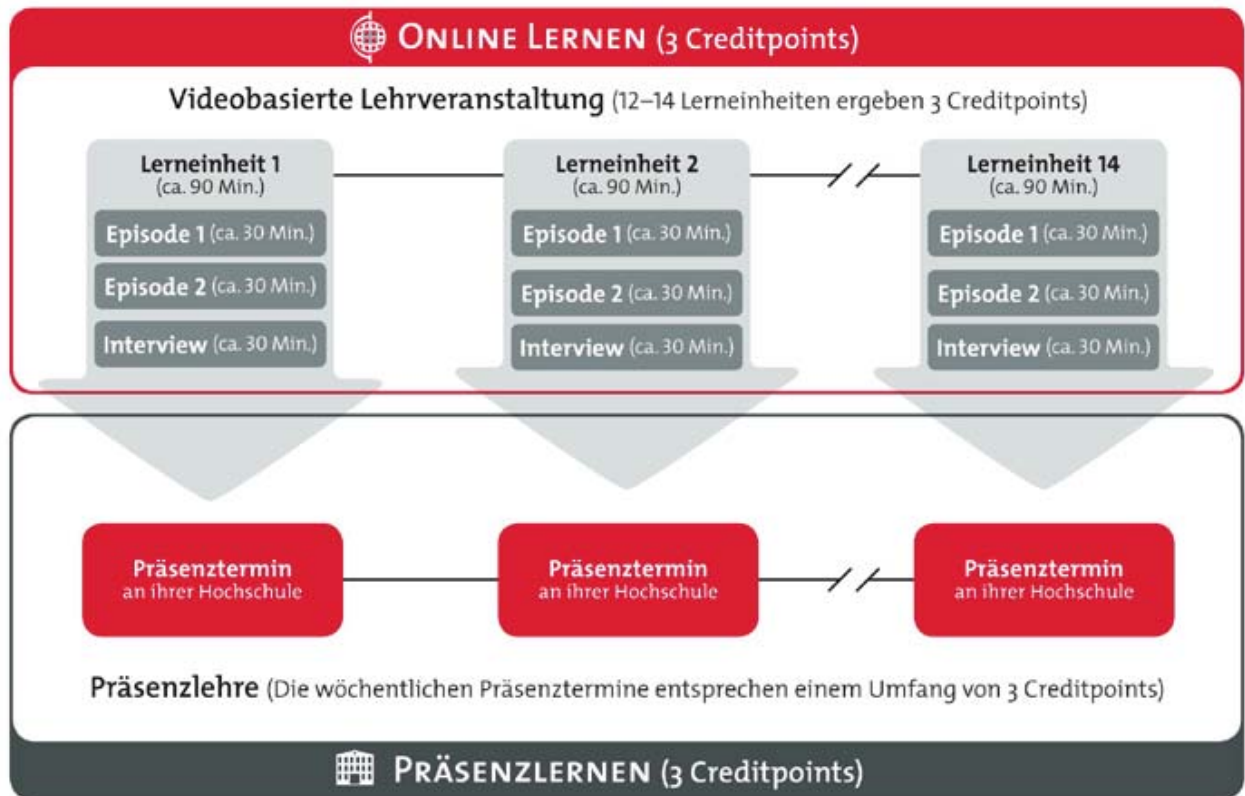 ONLINE LERNEN (3 Creditpoints)
Videobasierte Lehrveranstaltung (12–14 Lerneinheiten ergeben 3 Creditpoints)
Lerneinheit 1
(ca. 90 Min.)
Episode 1 (ca. 30 Min.)
Episode 2 (ca. 30 Min.)
Interview (ca. 30 Min.)
Lerneinheit 2
(ca. 90 Min.)
Episode 1 (ca. 30 Min.)
Episode 2 (ca. 30 Min.)
Interview (ca. 30 Min.)
Lerneinheit 14
(ca. 90 Min.)
Episode 1 (ca. 30 Min.)
Episode 2 (ca. 30 Min.)
Interview (ca. 30 Min.)
Präsenztermin
an ihrer Hochschule
Präsenztermin
an ihrer Hochschule
Präsenztermin
an ihrer Hochschule
Präsenzlehre (Die wöchentlichen Präsenztermine entsprechen einem Umfang von 3 Creditpoints)
PRÄSENZLERNEN (3 Creditpoints)